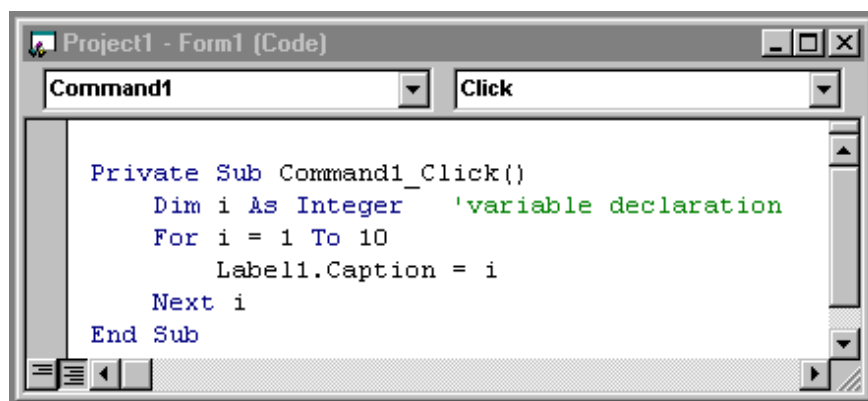 Project1 - Form1 (Code)
Command1 Click
Private Sub Command1_Click()
    Dim i As Integer   'variable declaration
    For i = 1 To 10
        Label1.Caption = i
    Next i
End Sub